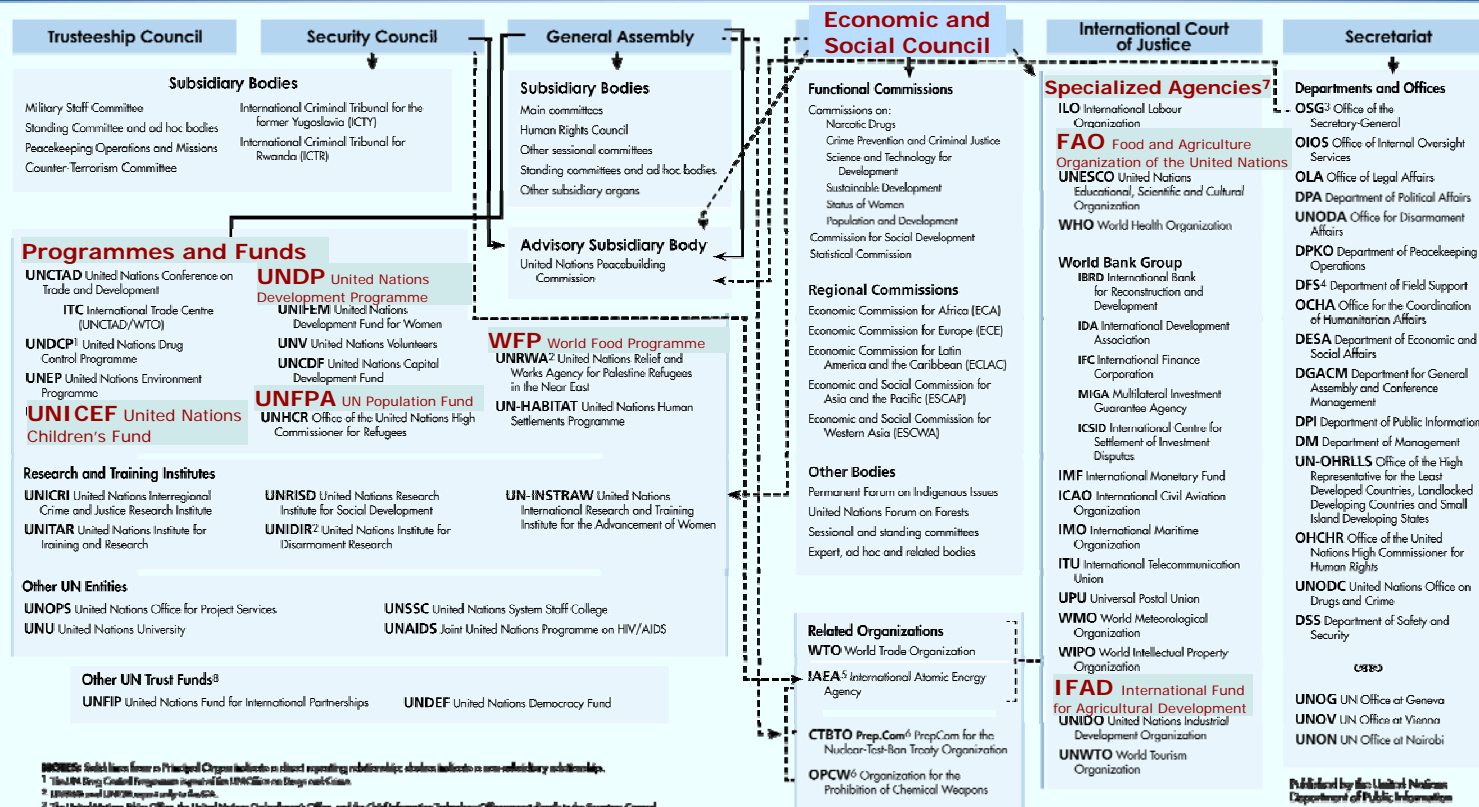 Trusteeship Council
Security Council
General Assembly
Economic and
Social Council
International Court
of Justice
Secretariat
Subsidiary Bodies
Military Staff Committee
Standing Committee and ad hoc bodies
Peacekeeping Operations and Missions
Counter-Terrorism Committee
International Criminal Tribunal for the
former Yugoslavia (ICTY)
International Criminal Tribunal for
Rwanda (ICTR)
Subsidiary Bodies
Main committees
Human Rights Council
Other sessional committees
Standing committees and ad hoc bodies
Other subsidiary organs
Advisory Subsidiary Body
United Nations Peacebuilding
Commission
Programmes and Funds
UNCTAD United Nations Conference on
Trade and Development
ITC International Trade Centre
(UNCTAD/WTO)
UNDCP1 United Nations Drug
Control Programme
UNEP United Nations Environment
Programme
UNICEF United Nations
Children's Fund
UNDP United Nations
Development Programme
UNIFEM United Nations
Development Fund for Women
UNV United Nations Volunteers
UNCDF United Nations Capital
Development Fund
UNFPA UN Population Fund
UNHCR Office of the United Nations High
Commissioner for Refugees
WFP World Food Programme
UNRWA2 United Nations Relief and
Works Agency for Palestine Refugees
in the Near East
UN-HABITAT United Nations Human
Settlements Programme
Research and Training Institutes
UNICRI United Nations Interregional
Crime and Justice Research Institute
UNITAR United Nations Institute for
Training and Research
UNRISD United Nations Research
Institute for Social Development
UNIDIR2 United Nations Institute for
Disarmament Research
UN-INSTRAW United Nations
International Research and Training
Institute for the Advancement of Women
Other UN Entities
UNOPS United Nations Office for Project Services
UNU United Nations University
UNSSC United Nations System Staff College
UNAIDS Joint United Nations Programme on HIV/AIDS
Other UN Trust Funds8
UNFIP United Nations Fund for International Partnerships
UNDEF United Nations Democracy Fund
Functional Commissions
Commissions on:
Narcotic Drugs
Crime Prevention and Criminal Justice
Science and Technology for
Development
Sustainable Development
Status of Women
Population and Development
Commission for Social Development
Statistical Commission
Regional Commissions
Economic Commission for Africa (ECA)
Economic Commission for Europe (ECE)
Economic Commission for Latin
America and the Caribbean (ECLAC)
Economic and Social Commission for
Asia and the Pacific (ESCAP)
Economic and Social Commission for
Western Asia (ESCWA)
Other Bodies
Permanent Forum on Indigenous Issues
United Nations Forum on Forests
Sessional and standing committees
Expert, ad hoc and related bodies
Related Organizations
WTO World Trade Organization
IAEA5 International Atomic Energy
Agency
CTBTO Prep.Com6 PrepCom for the
Nuclear-Test-Ban Treaty Organization
OPCW6 Organization for the
Prohibition of Chemical Weapons
Specialized Agencies7
ILO International Labour
Organization
FAO Food and Agriculture
Organization of the United Nations
UNESCO United Nations
Educational, Scientific and Cultural
Organization
WHO World Health Organization
World Bank Group
IBRD International Bank
for Reconstruction and
Development
IDA International Development
Association
IFC International Finance
Corporation
MIGA Multilateral Investment
Guarantee Agency
ICSID International Centre for
Settlement of Investment
Disputes
IMF International Monetary Fund
ICAO International Civil Aviation
Organization
IMO International Maritime
Organization
ITU International Telecommunication
Union
UPU Universal Postal Union
WMO World Meteorological
Organization
WIPO World Intellectual Property
Organization
IFAD International Fund
for Agricultural Development
UNIDO United Nations Industrial
Development Organization
UNWTO World Tourism
Organization
Departments and Offices
OSG3 Office of the
Secretary-General
OIOS Office of Internal Oversight
Services
OLA Office of Legal Affairs
DPA Department of Political Affairs
UNODA Office for Disarmament
Affairs
DPKO Department of Peacekeeping
Operations
DFS4 Department of Field Support
OCHA Office for the Coordination
of Humanitarian Affairs
DESA Department of Economic and
Social Affairs
DGACM Department for General
Assembly and Conference
Management
DPI Department of Public Information
DM Department of Management
UN-OHRLLS Office of the High
Representative for the Least
Developed Countries, Landlocked
Developing Countries and Small
Island Developing States
OHCHR Office of the United
Nations High Commissioner for
Human Rights
UNODC United Nations Office on
Drugs and Crime
DSS Department of Safety and
Security
UNOG UN Office at Geneva
UNOV UN Office at Vienna
UNON UN Office at Nairobi
NOTES: Solid lines from a Principal Organ indicate a direct reporting relationship; dashes indicate a non-subsidiary relationship.
Published by the United Nations
Department of Public Information